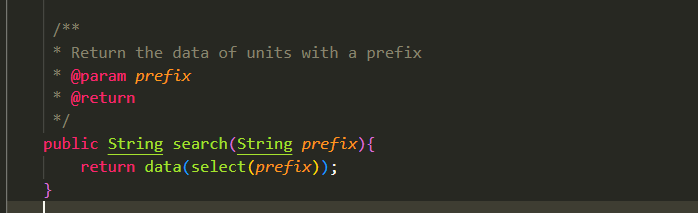 /**
* Return the data of units with a prefix
* @param prefix
* @return
*/
public String search(String prefix){
return data(select(prefix));
}